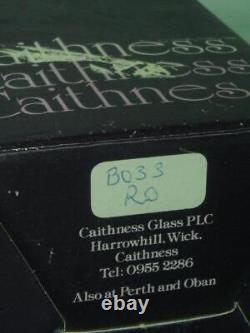 Caithness
Caithness
Caithness
B033
RO
Caithness Glass PLC
Harrowhill, Wick,
Caithness
Tel: 0955 2286
Also at Perth and Oban